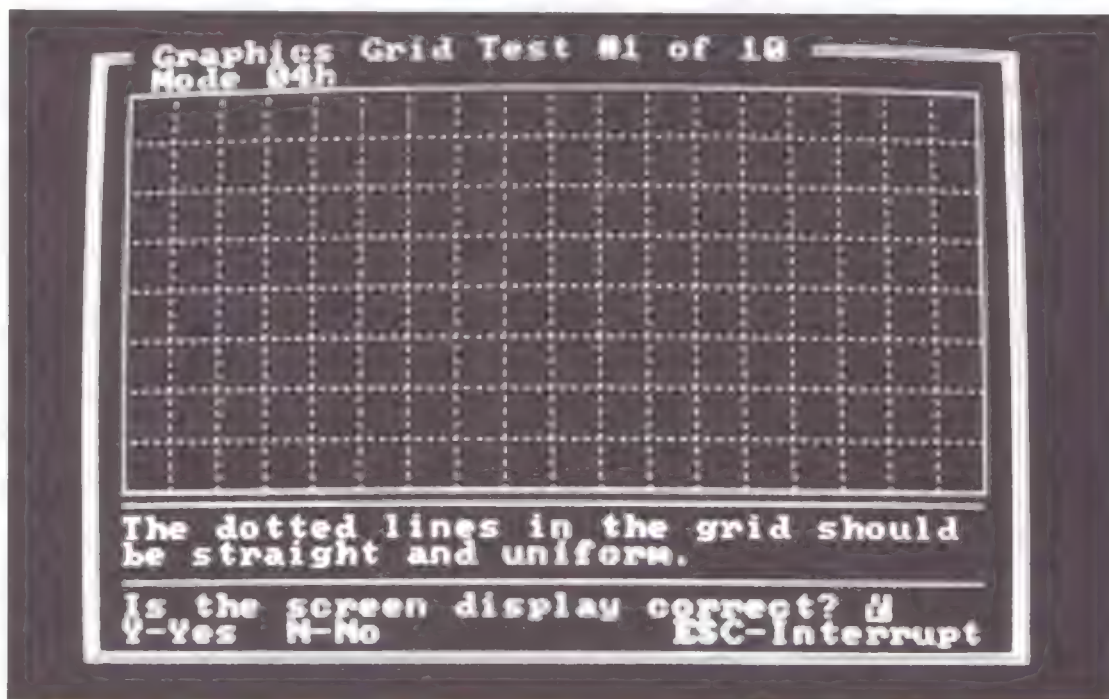 Graphics Grid Test #1 of 10
Mode 04h
The dotted lines in the grid should
be straight and uniform.
Is the screen display correct?
Y-Yes N-No ESC-Interrupt